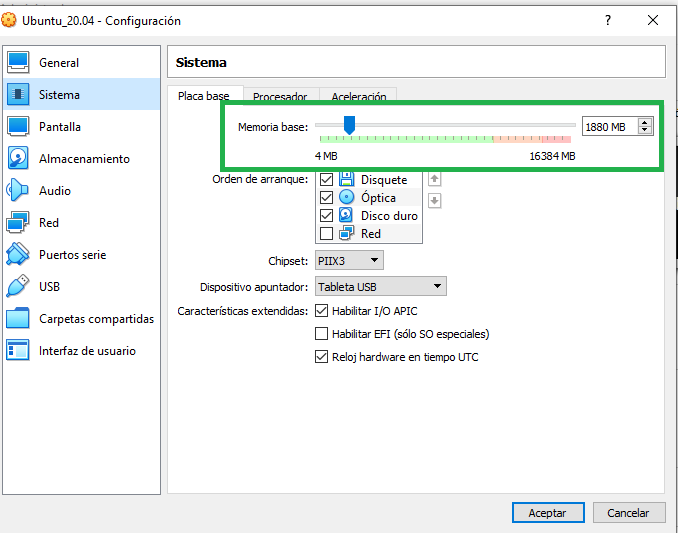 Ubuntu_20.04 - Configuración
?
General
Sistema
Pantalla
Almacenamiento
Audio
Red
Puertos serie
USB
Carpetas compartidas
Interfaz de usuario
Sistema
Placa base Procesador Aceleración
Memoria base: 1880 MB
4 MB 16384 MB
Orden de arranque: Disquete
Óptica
Disco duro
Red
Chipset: PIIX3
Dispositivo apuntador: Tableta USB
Características extendidas: Habilitar I/O APIC
Habilitar EFI (sólo SO especiales)
Reloj hardware en tiempo UTC
Aceptar Cancelar